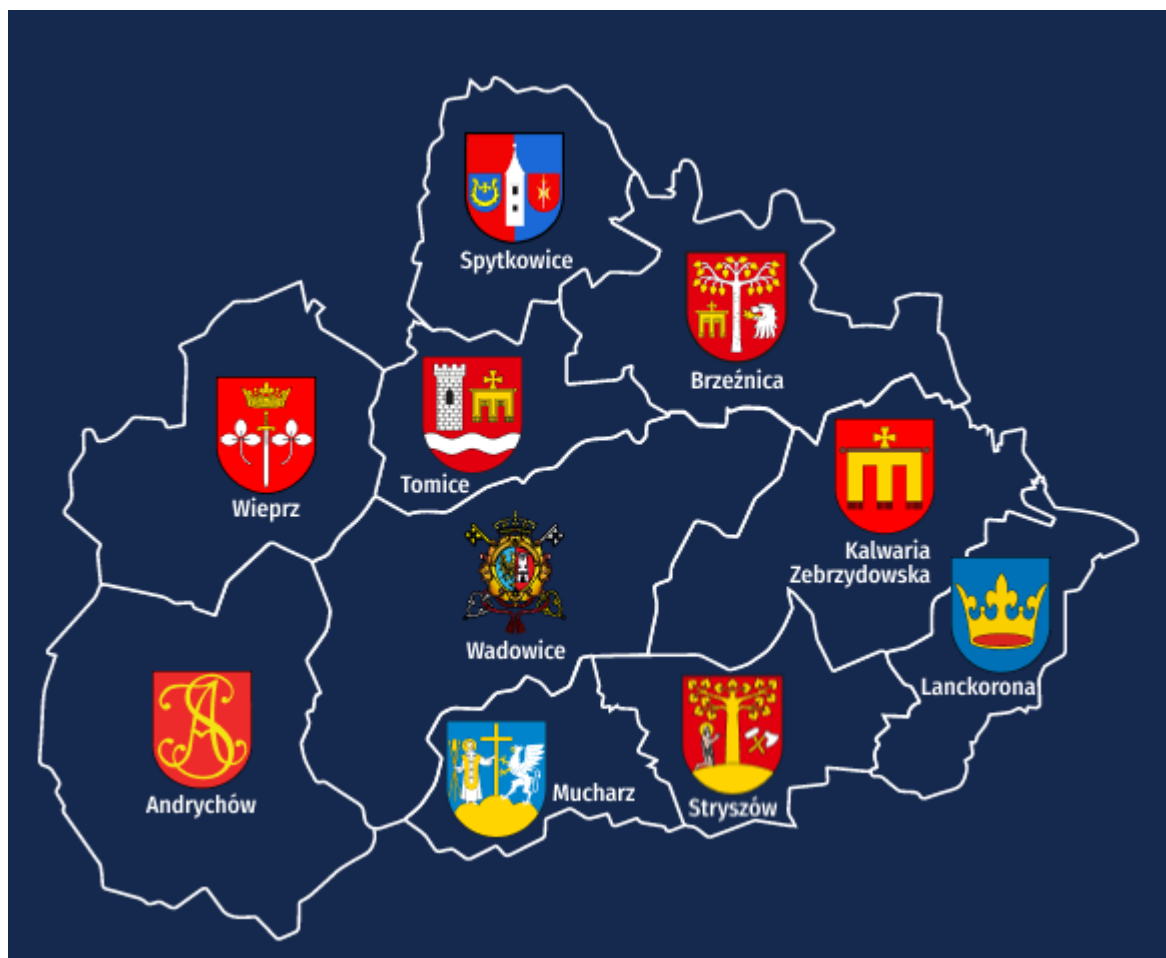 Spytkowice
Brzeźnica
Tomice
Wieprz
Kalwaria
Zebrzydowska
Wadowice
Lanckorona
Andrychów
Mucharz
Stryszów